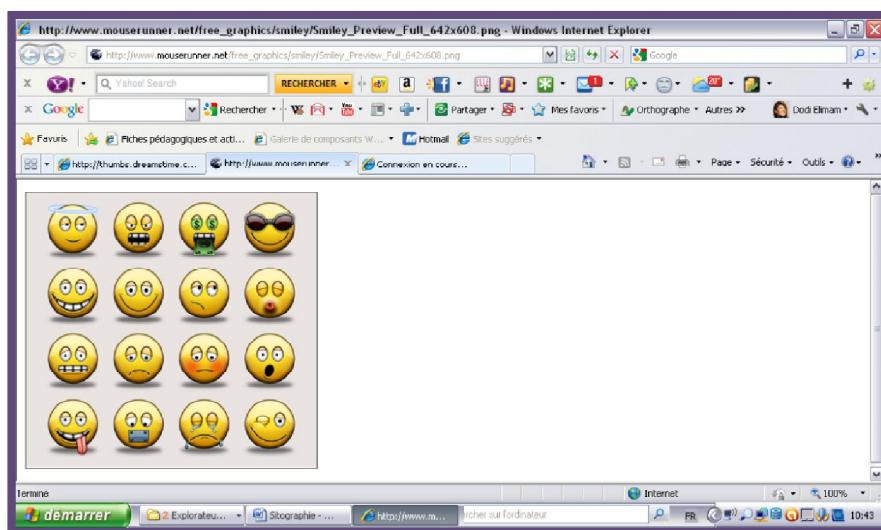 http://www.mouserunner.net/free_graphics/smiley/Smiley_Preview_Full_642x608.png - Windows Internet Explorer
http://www.mouserunner.net/free_graphics/smiley/Smiley_Preview_Full_642x608.png Google
X Y! Yahoo! Search RECHERCHER a 20
x Google Rechercher Partager Mes favoris Orthographe Autres >> Dodi Elmam
Favoris Fiches pédagogiques et acti... Galerie de composants W... Hotmail Sites suggérés
http://thumbs.dreamstime.c... http://www.mouserunner... X Connexion en cours... Page Sécurité Outils
Terminé Internet 100%
démarrer 2 Explorateu... Sitographie - ... http://www.m... rcher sur l'ordinateur FR 10:43